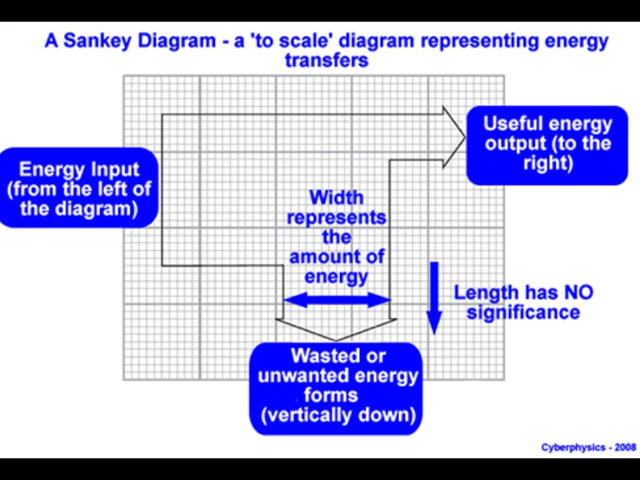 A Sankey Diagram - a 'to scale' diagram representing energy
transfers
Useful energy
output (to the
right)
Energy Input
(from the left of
the diagram)
Width
represents
the
amount of
energy
Length has NO
significance
Wasted or
unwanted energy
forms
(vertically down)
Cyberphysics - 2008